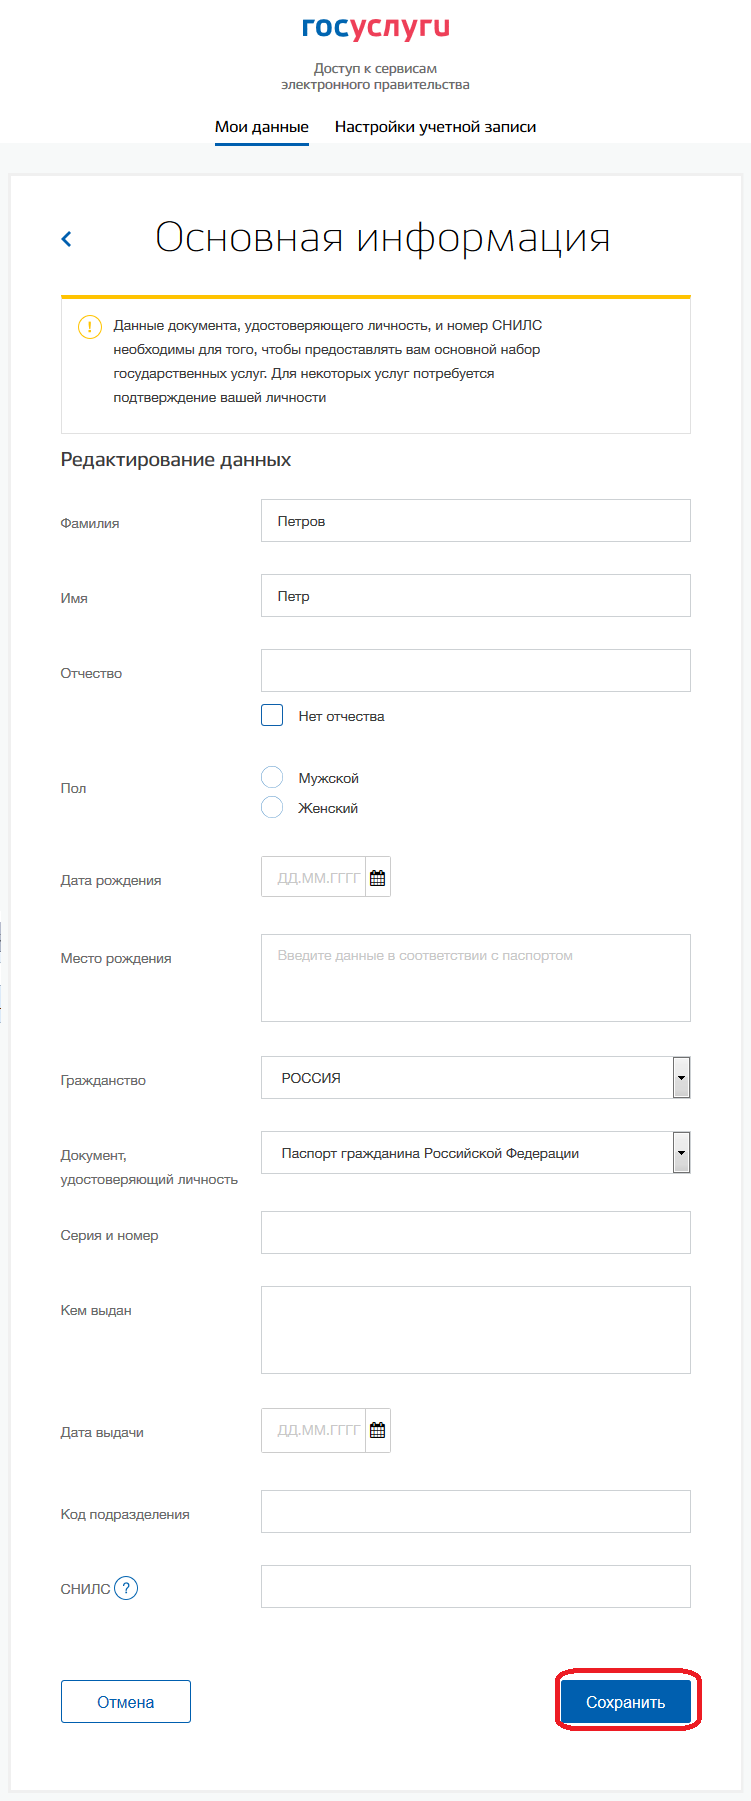 госуслуги
Доступ к сервисам
электронного правительства
Мои данные Настройки учетной записи
Основная информация
Данные документа, удостоверяющего личность, и номер СНИЛС
необходимы для того, чтобы предоставлять вам основной набор
государственных услуг. Для некоторых услуг потребуется
подтверждение вашей личности
Редактирование данных
Фамилия Петров
Имя Петр
Отчество
Нет отчества
Пол
Мужской
Женский
Дата рождения ДД.ММ.ГГГГ
Место рождения Введите данные в соответствии с паспортом
Гражданство РОССИЯ
Документ, Паспорт гражданина Российской Федерации
удостоверяющий личность
Серия и номер
Кем выдан
Дата выдачи ДД.ММ.ГГГГ
Код подразделения
СНИЛС ?
Отмена Сохранить